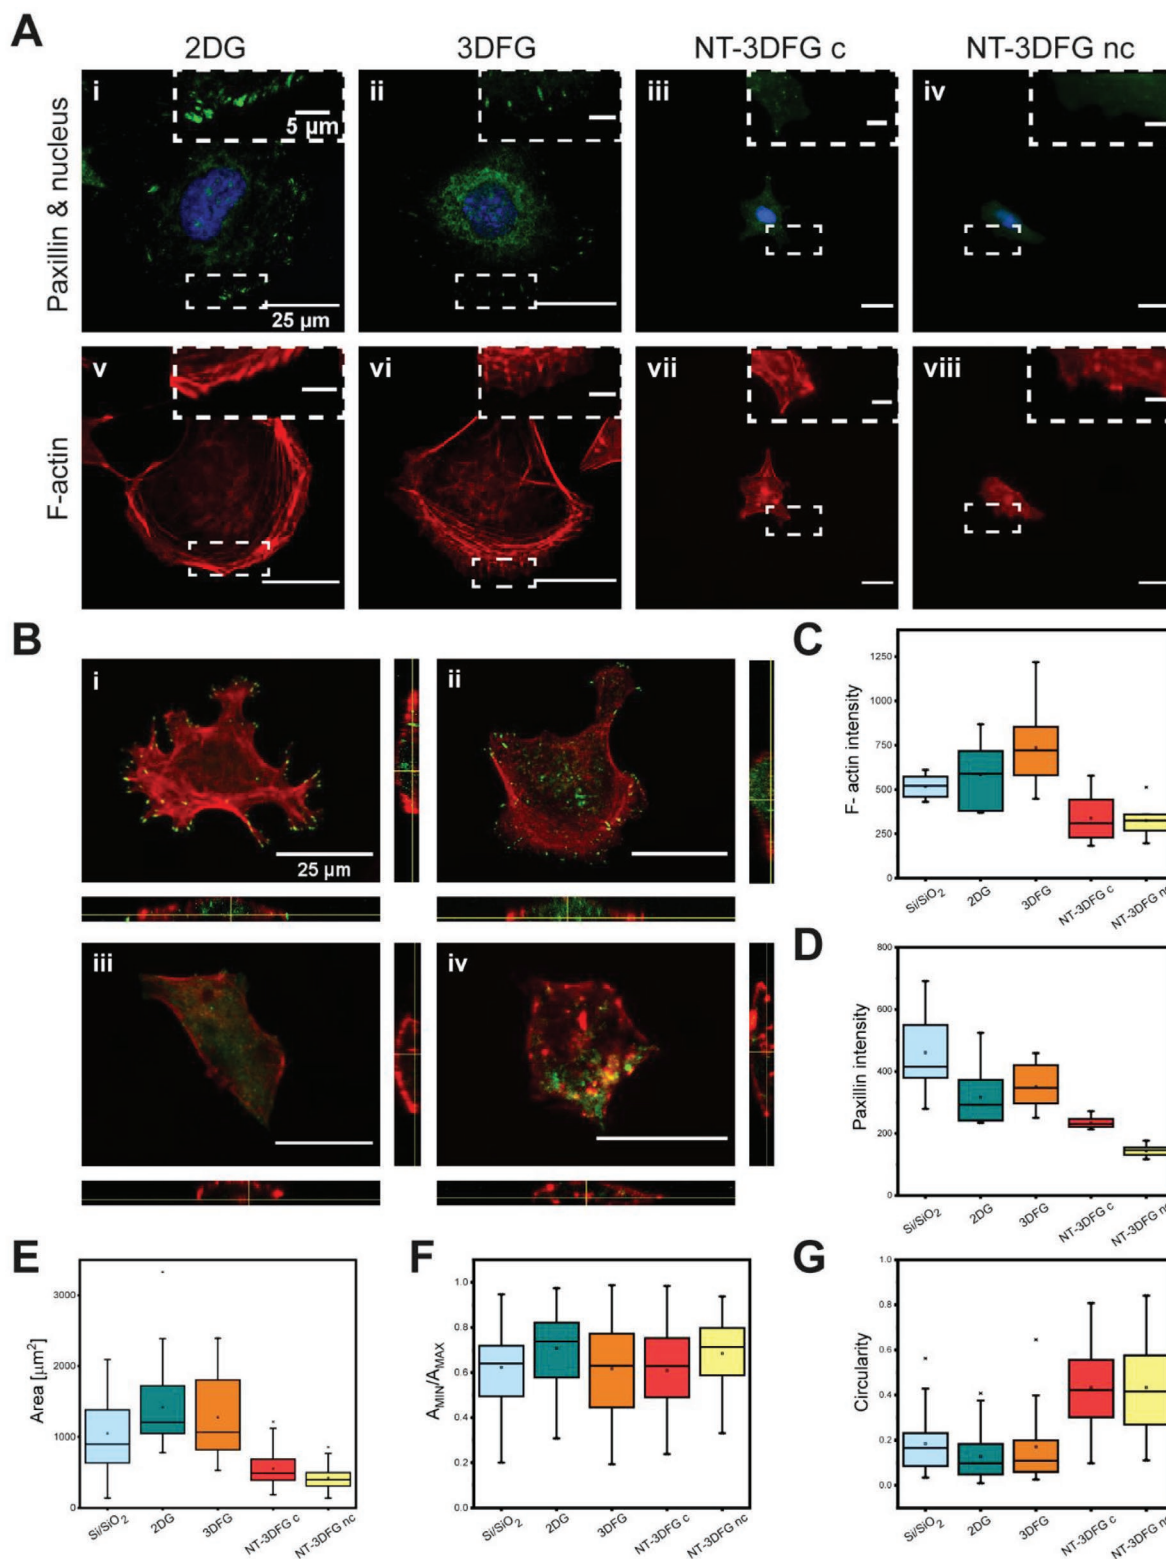 A
2DG 3DFG NT-3DFG c NT-3DFG nc
Paxillin & nucleus
i ii iii iv
5 µm
25 µm
F-actin
v vi vii viii
B
i ii
25 µm
iii iv
C
F- actin intensity
1250
1000
750
500
250
0
Si/SiO₂ 2DG 3DFG NT-3DFG c NT-3DFG nc
D
Paxillin intensity
800
600
400
200
0
Si/SiO₂ 2DG 3DFG NT-3DFG c NT-3DFG nc
E
Area [µm²]
3000
2000
1000
0
Si/SiO₂ 2DG 3DFG NT-3DFG c NT-3DFG nc
F
A_MIN/A_MAX
1.0
0.8
0.6
0.4
0.2
0.0
Si/SiO₂ 2DG 3DFG NT-3DFG c NT-3DFG nc
G
Circularity
1.0
0.8
0.6
0.4
0.2
0.0
Si/SiO₂ 2DG 3DFG NT-3DFG c NT-3DFG nc